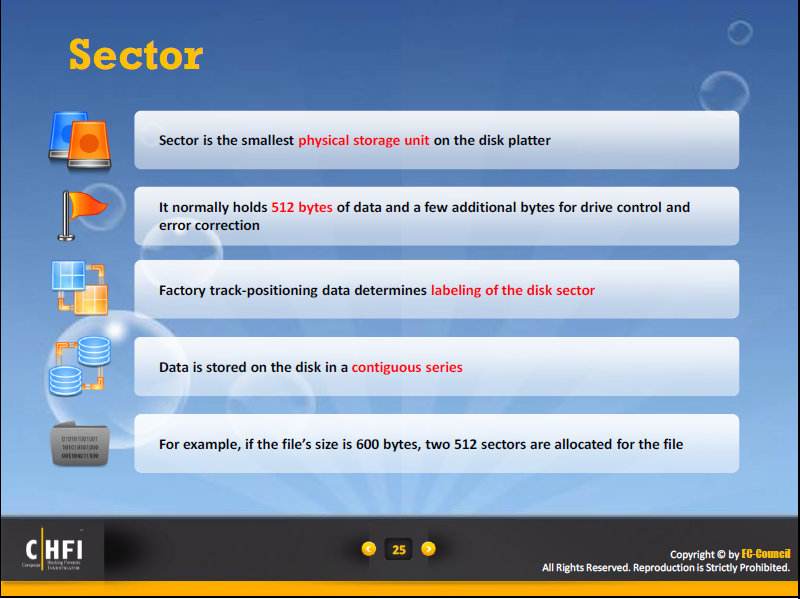 Sector
Sector is the smallest physical storage unit on the disk platter
It normally holds 512 bytes of data and a few additional bytes for drive control and
error correction
Factory track-positioning data determines labeling of the disk sector
Data is stored on the disk in a contiguous series
For example, if the file's size is 600 bytes, two 512 sectors are allocated for the file
CHFI
Computer Hacking Forensic
INVESTIGATOR
25
Copyright © by EC-Council
All Rights Reserved. Reproduction is Strictly Prohibited.